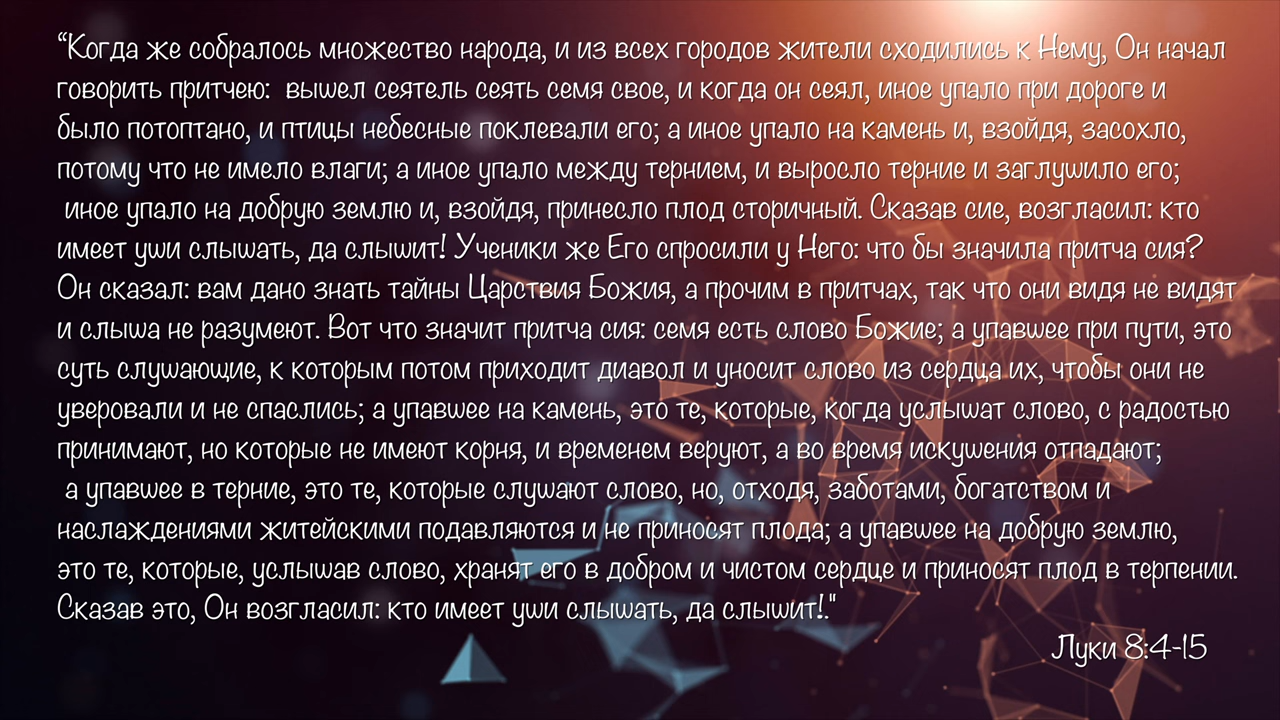 “Когда же собралось множество народа, и из всех городов жители сходились к Нему, Он начал
говорить притчею: вышел сеятель сеять семя свое, и когда он сеял, иное упало при дороге и
было потоптано, и птицы небесные поклевали его; а иное упало на камень и, взойдя, засохло,
потому что не имело влаги; а иное упало между тернием, и выросло терние и заглушило его;
иное упало на добрую землю и, взойдя, принесло плод сторичный. Сказав сие, возгласил: кто
имеет уши слышать, да слышит! Ученики же Его спросили у Него: что бы значила притча сия?
Он сказал: вам дано знать тайны Царствия Божия, а прочим в притчах, так что они видя не видят
и слыша не разумеют. Вот что значит притча сия: семя есть слово Божие; а упавшее при пути, это
суть слушающие, к которым потом приходит диавол и уносит слово из сердца их, чтобы они не
уверовали и не спаслись; а упавшее на камень, это те, которые, когда услышат слово, с радостью
принимают, но которые не имеют корня, и временем веруют, а во время искушения отпадают;
а упавшее в терние, это те, которые слушают слово, но, отходя, заботами, богатством и
наслаждениями житейскими подавляются и не приносят плода; а упавшее на добрую землю,
это те, которые, услышав слово, хранят его в добром и чистом сердце и приносят плод в терпении.
Сказав это, Он возгласил: кто имеет уши слышать, да слышит!."
Луки 8:4-15